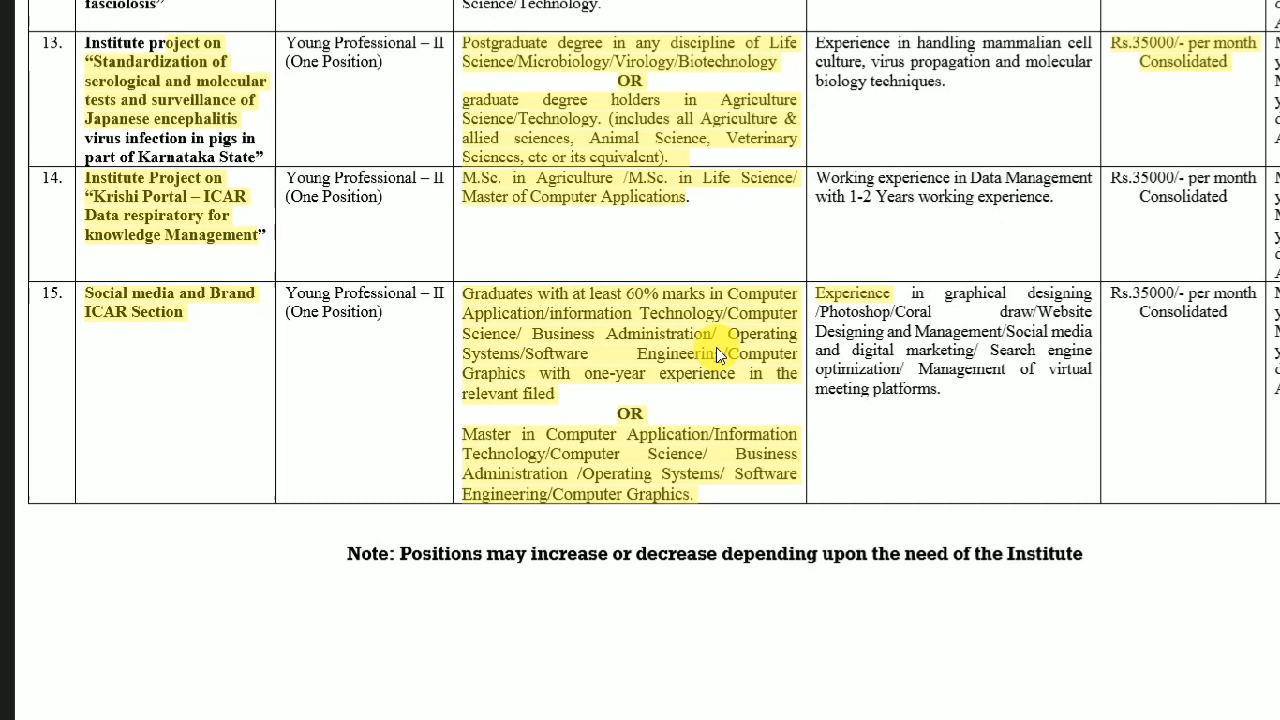 fasciolosis”
Science/Technology.
13.
Institute project on
“Standardization of
serological and molecular
tests and surveillance of
Japanese encephalitis
virus infection in pigs in
part of Karnataka State”
Young Professional – II
(One Position)
Postgraduate degree in any discipline of Life
Science/Microbiology/Virology/Biotechnology
OR
graduate degree holders in Agriculture
Science/Technology. (includes all Agriculture &
allied sciences, Animal Science, Veterinary
Sciences, etc or its equivalent).
Experience in handling mammalian cell
culture, virus propagation and molecular
biology techniques.
Rs.35000/- per month
Consolidated
14.
Institute Project on
“Krishi Portal – ICAR
Data respiratory for
knowledge Management”
Young Professional – II
(One Position)
M.Sc. in Agriculture /M.Sc. in Life Science/
Master of Computer Applications.
Working experience in Data Management
with 1-2 Years working experience.
Rs.35000/- per month
Consolidated
15.
Social media and Brand
ICAR Section
Young Professional – II
(One Position)
Graduates with at least 60% marks in Computer
Application/information Technology/Computer
Science/ Business Administration/ Operating
Systems/Software Engineering/Computer
Graphics with one-year experience in the
relevant filed
OR
Master in Computer Application/Information
Technology/Computer Science/ Business
Administration /Operating Systems/ Software
Engineering/Computer Graphics.
Experience in graphical designing
/Photoshop/Coral draw/Website
Designing and Management/Social media
and digital marketing/ Search engine
optimization/ Management of virtual
meeting platforms.
Rs.35000/- per month
Consolidated
Note: Positions may increase or decrease depending upon the need of the Institute